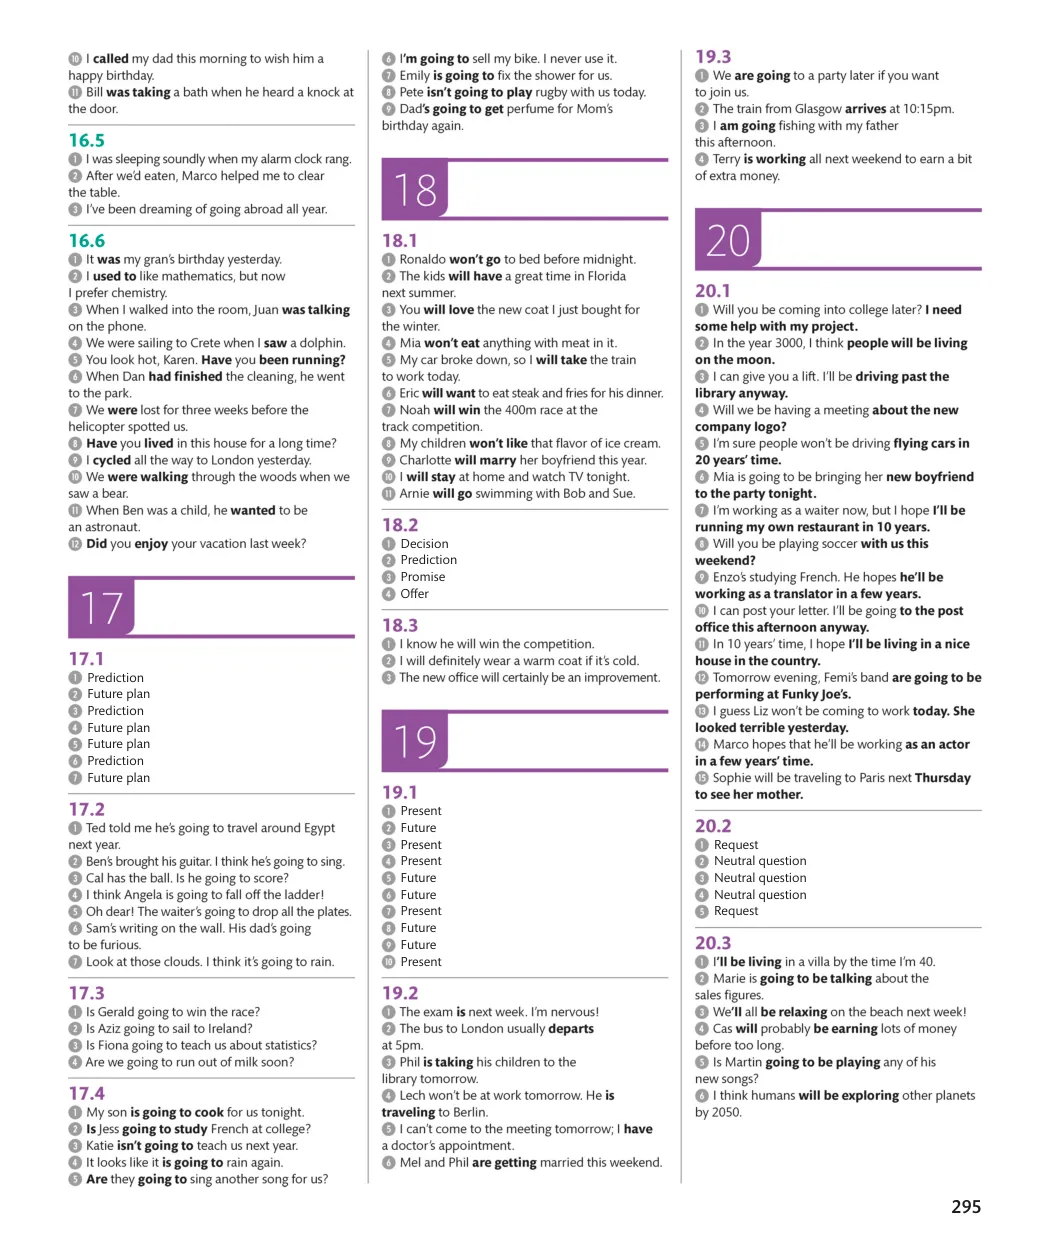 10 I called my dad this morning to wish him a
happy birthday.
11 Bill was taking a bath when he heard a knock at
the door.
16.5
1 I was sleeping soundly when my alarm clock rang.
2 After we'd eaten, Marco helped me to clear
the table.
3 I've been dreaming of going abroad all year.
16.6
1 It was my gran's birthday yesterday.
2 I used to like mathematics, but now
I prefer chemistry.
3 When I walked into the room, Juan was talking
on the phone.
4 We were sailing to Crete when I saw a dolphin.
5 You look hot, Karen. Have you been running?
6 When Dan had finished the cleaning, he went
to the park.
7 We were lost for three weeks before the
helicopter spotted us.
8 Have you lived in this house for a long time?
9 I cycled all the way to London yesterday.
10 We were walking through the woods when we
saw a bear.
11 When Ben was a child, he wanted to be
an astronaut.
12 Did you enjoy your vacation last week?
17
17.1
1 Prediction
2 Future plan
3 Prediction
4 Future plan
5 Future plan
6 Prediction
7 Future plan
17.2
1 Ted told me he's going to travel around Egypt
next year.
2 Ben's brought his guitar. I think he's going to sing.
3 Cal has the ball. Is he going to score?
4 I think Angela is going to fall off the ladder!
5 Oh dear! The waiter's going to drop all the plates.
6 Sam's writing on the wall. His dad's going
to be furious.
7 Look at those clouds. I think it's going to rain.
17.3
1 Is Gerald going to win the race?
2 Is Aziz going to sail to Ireland?
3 Is Fiona going to teach us about statistics?
4 Are we going to run out of milk soon?
17.4
1 My son is going to cook for us tonight.
2 Is Jess going to study French at college?
3 Katie isn't going to teach us next year.
4 It looks like it is going to rain again.
5 Are they going to sing another song for us?
6 I'm going to sell my bike. I never use it.
7 Emily is going to fix the shower for us.
8 Pete isn't going to play rugby with us today.
9 Dad's going to get perfume for Mom's
birthday again.
18
18.1
1 Ronaldo won't go to bed before midnight.
2 The kids will have a great time in Florida
next summer.
3 You will love the new coat I just bought for
the winter.
4 Mia won't eat anything with meat in it.
5 My car broke down, so I will take the train
to work today.
6 Eric will want to eat steak and fries for his dinner.
7 Noah will win the 400m race at the
track competition.
8 My children won't like that flavor of ice cream.
9 Charlotte will marry her boyfriend this year.
10 I will stay at home and watch TV tonight.
11 Arnie will go swimming with Bob and Sue.
18.2
1 Decision
2 Prediction
3 Promise
4 Offer
18.3
1 I know he will win the competition.
2 I will definitely wear a warm coat if it's cold.
3 The new office will certainly be an improvement.
19
19.1
1 Present
2 Future
3 Present
4 Present
5 Future
6 Future
7 Present
8 Future
9 Future
10 Present
19.2
1 The exam is next week. I'm nervous!
2 The bus to London usually departs
at 5pm.
3 Phil is taking his children to the
library tomorrow.
4 Lech won't be at work tomorrow. He is
traveling to Berlin.
5 I can't come to the meeting tomorrow; I have
a doctor's appointment.
6 Mel and Phil are getting married this weekend.
19.3
1 We are going to a party later if you want
to join us.
2 The train from Glasgow arrives at 10:15pm.
3 I am going fishing with my father
this afternoon.
4 Terry is working all next weekend to earn a bit
of extra money.
20
20.1
1 Will you be coming into college later? I need
some help with my project.
2 In the year 3000, I think people will be living
on the moon.
3 I can give you a lift. I'll be driving past the
library anyway.
4 Will we be having a meeting about the new
company logo?
5 I'm sure people won't be driving flying cars in
20 years' time.
6 Mia is going to be bringing her new boyfriend
to the party tonight.
7 I'm working as a waiter now, but I hope I'll be
running my own restaurant in 10 years.
8 Will you be playing soccer with us this
weekend?
9 Enzo's studying French. He hopes he'll be
working as a translator in a few years.
10 I can post your letter. I'll be going to the post
office this afternoon anyway.
11 In 10 years' time, I hope I'll be living in a nice
house in the country.
12 Tomorrow evening, Femi's band are going to be
performing at Funky Joe's.
13 I guess Liz won't be coming to work today. She
looked terrible yesterday.
14 Marco hopes that he'll be working as an actor
in a few years' time.
15 Sophie will be traveling to Paris next Thursday
to see her mother.
20.2
1 Request
2 Neutral question
3 Neutral question
4 Neutral question
5 Request
20.3
1 I'll be living in a villa by the time I'm 40.
2 Marie is going to be talking about the
sales figures.
3 We'll all be relaxing on the beach next week!
4 Cas will probably be earning lots of money
before too long.
5 Is Martin going to be playing any of his
new songs?
6 I think humans will be exploring other planets
by 2050.
295